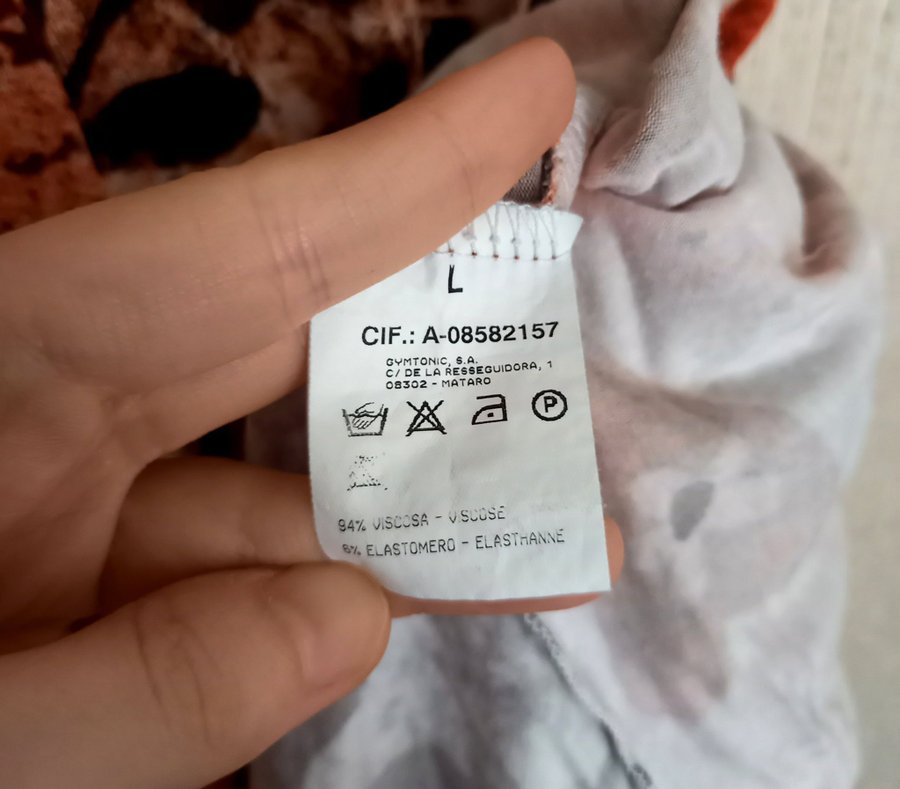 L
CIF.: A-08582157
GYMTONIC, S.A.
C/ DE LA RESSEGUIDORA, 1
08302 - MATARO
P
94% VISCOSA - VISCOSE
6% ELASTOMERO - ELASTHANNE